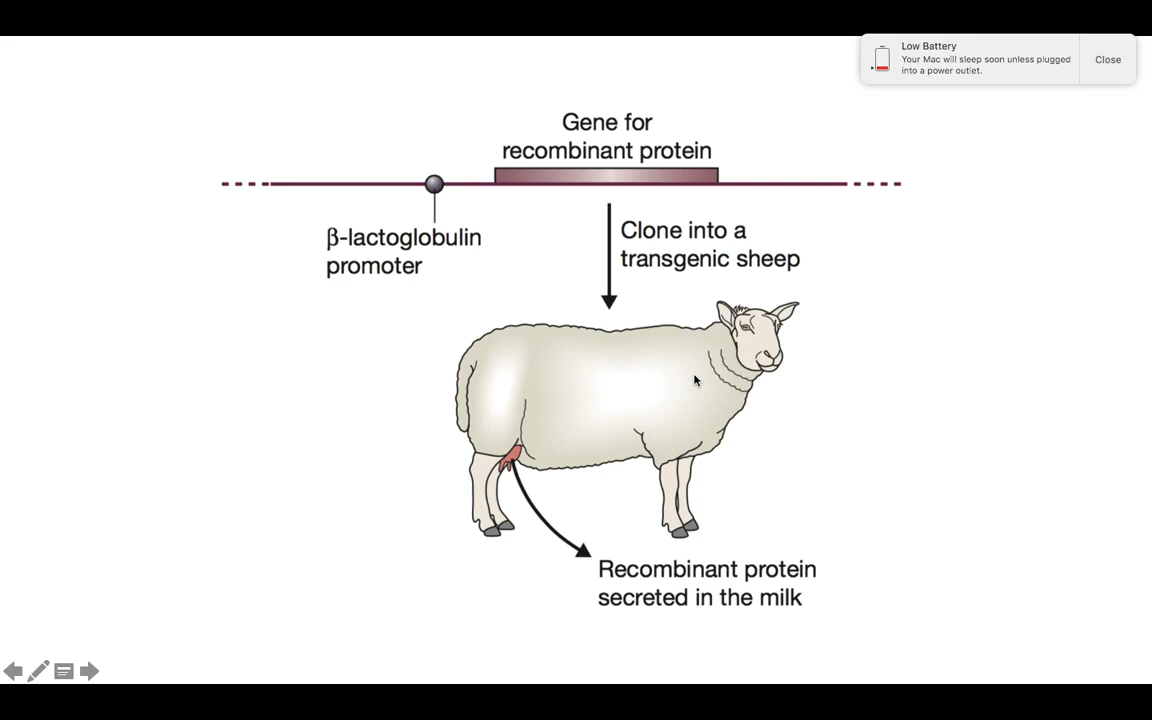 Low Battery
Your Mac will sleep soon unless plugged
into a power outlet.
Close
Gene for
recombinant protein
β-lactoglobulin
promoter
Clone into a
transgenic sheep
Recombinant protein
secreted in the milk